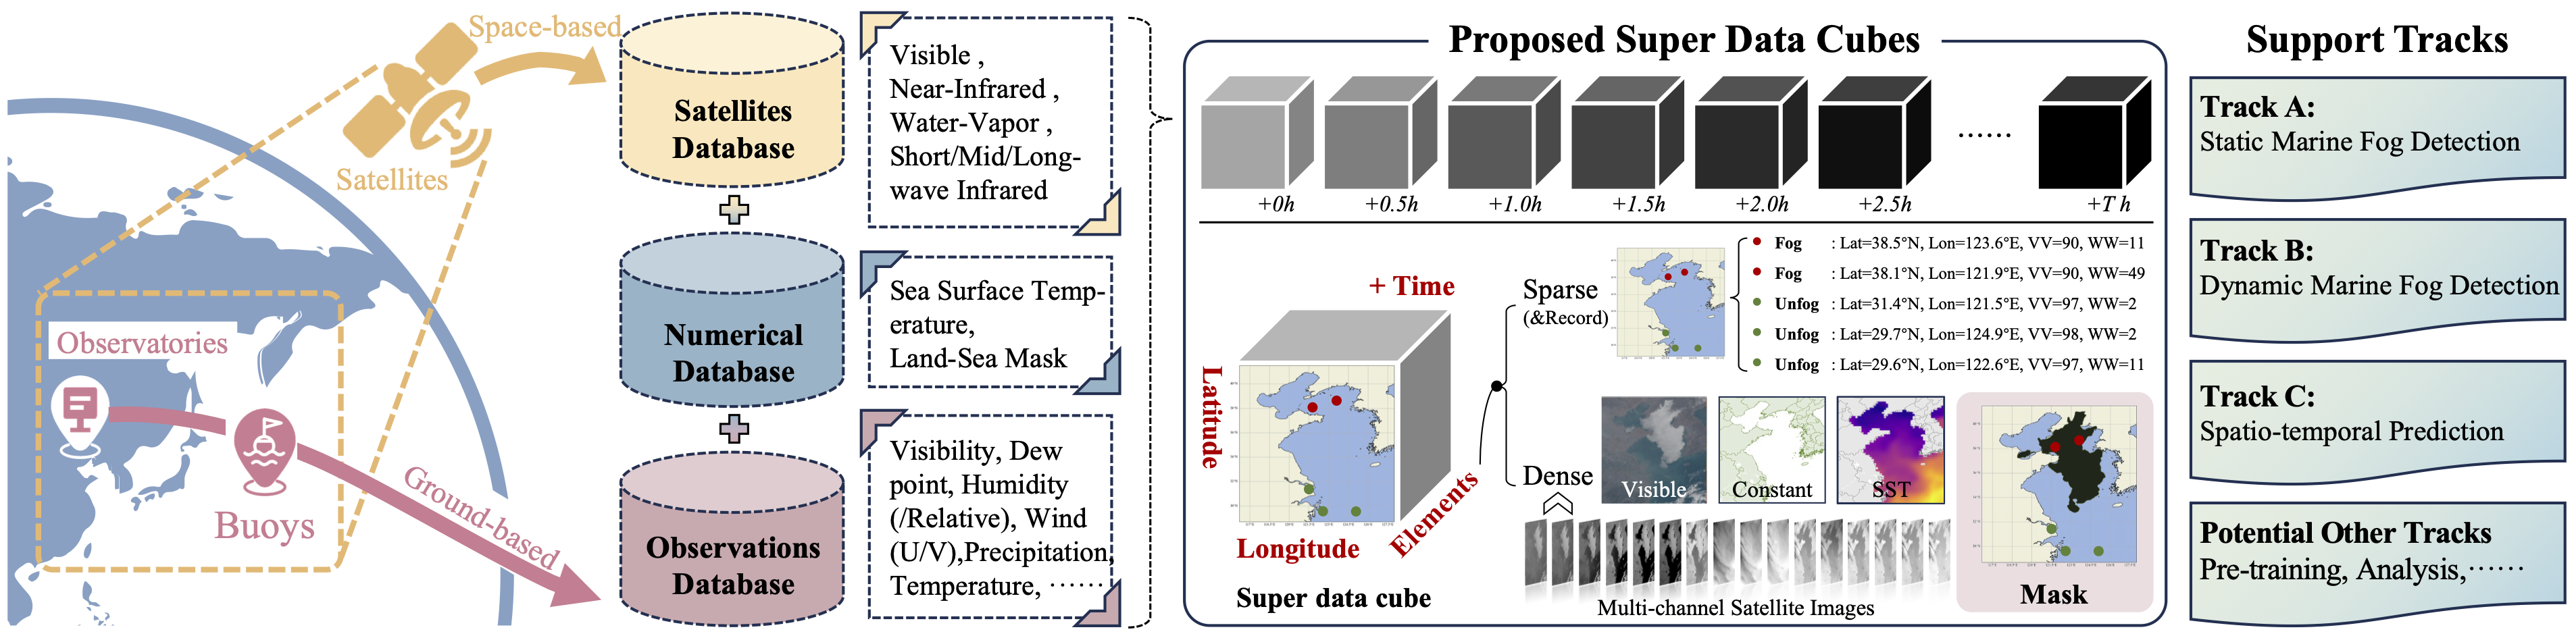 Space-based
Satellites
Observatories
Buoys
Ground-based
Satellites
Database
Numerical
Database
Observations
Database
Visible ,
Near-Infrared ,
Water-Vapor ,
Short/Mid/Long-
wave Infrared
Sea Surface Temp-
erature,
Land-Sea Mask
Visibility, Dew
point, Humidity
(/Relative), Wind
(U/V),Precipitation,
Temperature, ······
Proposed Super Data Cubes
+0h
+0.5h
+1.0h
+1.5h
+2.0h
+2.5h
······
+T h
+ Time
Latitude
Longitude
Elements
Super data cube
Sparse
(&Record)
Fog : Lat=38.5°N, Lon=123.6°E, VV=90, WW=11
Fog : Lat=38.1°N, Lon=121.9°E, VV=90, WW=49
Unfog : Lat=31.4°N, Lon=121.5°E, VV=97, WW=2
Unfog : Lat=29.7°N, Lon=124.9°E, VV=98, WW=2
Unfog : Lat=29.6°N, Lon=122.6°E, VV=97, WW=11
Dense
Visible
Constant
SST
Multi-channel Satellite Images
Mask
Support Tracks
Track A:
Static Marine Fog Detection
Track B:
Dynamic Marine Fog Detection
Track C:
Spatio-temporal Prediction
Potential Other Tracks
Pre-training, Analysis,······